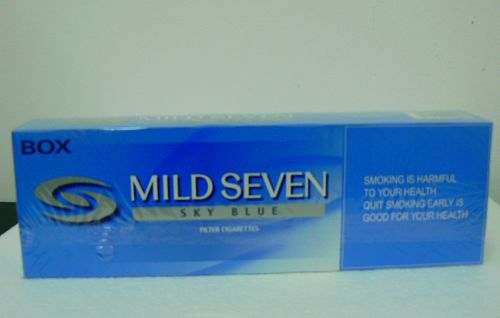 BOX
MILD SEVEN
SKY BLUE
FILTER CIGARETTES
SMOKING IS HARMFUL
TO YOUR HEALTH
QUIT SMOKING EARLY IS
GOOD FOR YOUR HEALTH